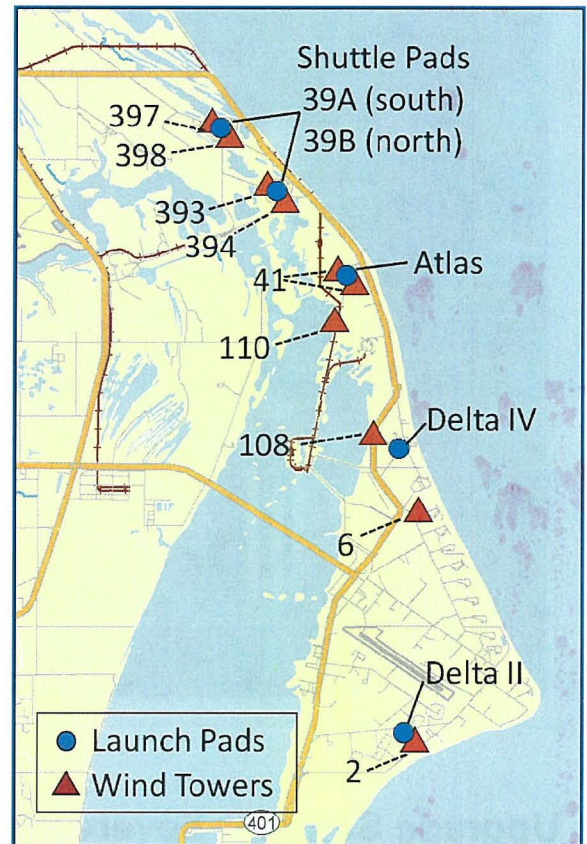 Shuttle Pads
39A (south)
39B (north)
397
398
393
394
41
Atlas
110
108
Delta IV
6
Delta II
2
Launch Pads
Wind Towers
401